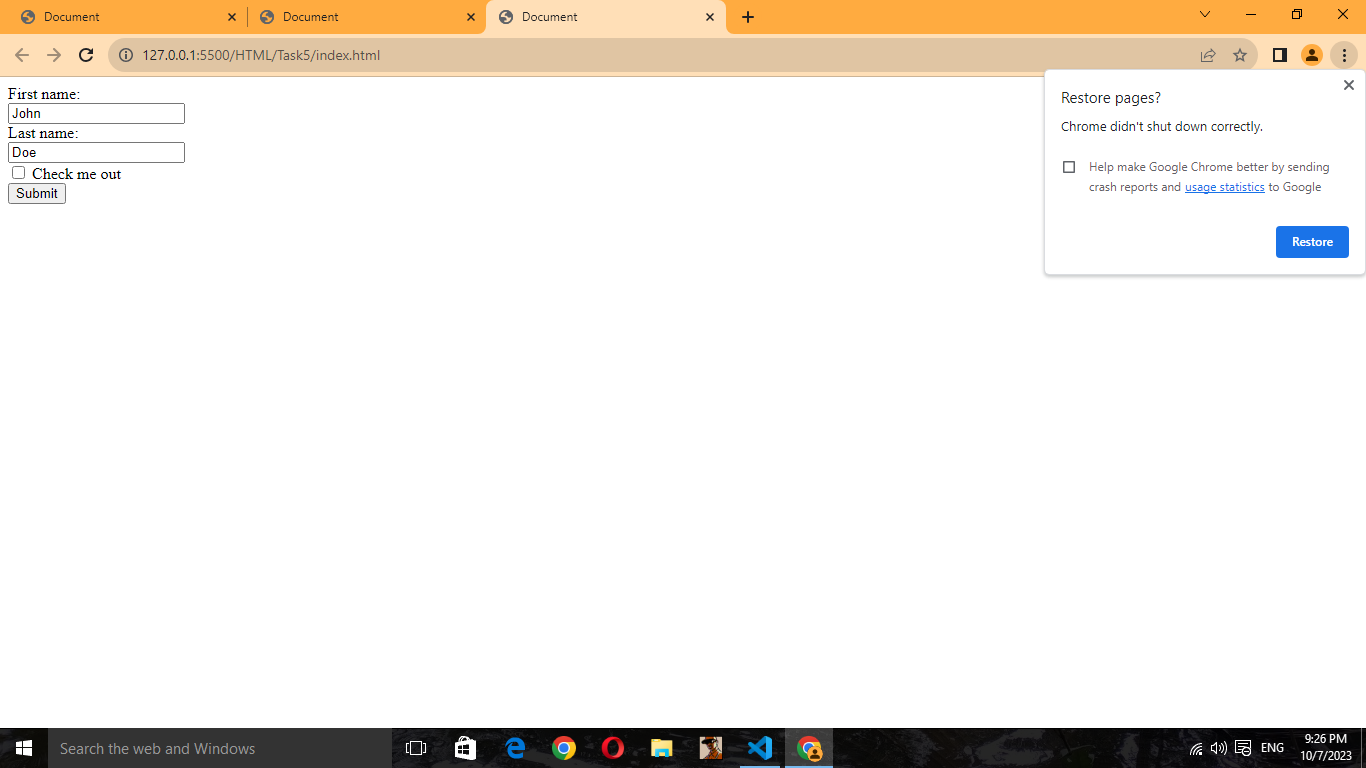 Document
Document
Document
127.0.0.1:5500/HTML/Task5/index.html
First name:
John
Last name:
Doe
Check me out
Submit
Restore pages?
Chrome didn't shut down correctly.
Help make Google Chrome better by sending
crash reports and usage statistics to Google
Restore
Search the web and Windows
ENG
9:26 PM
10/7/2023